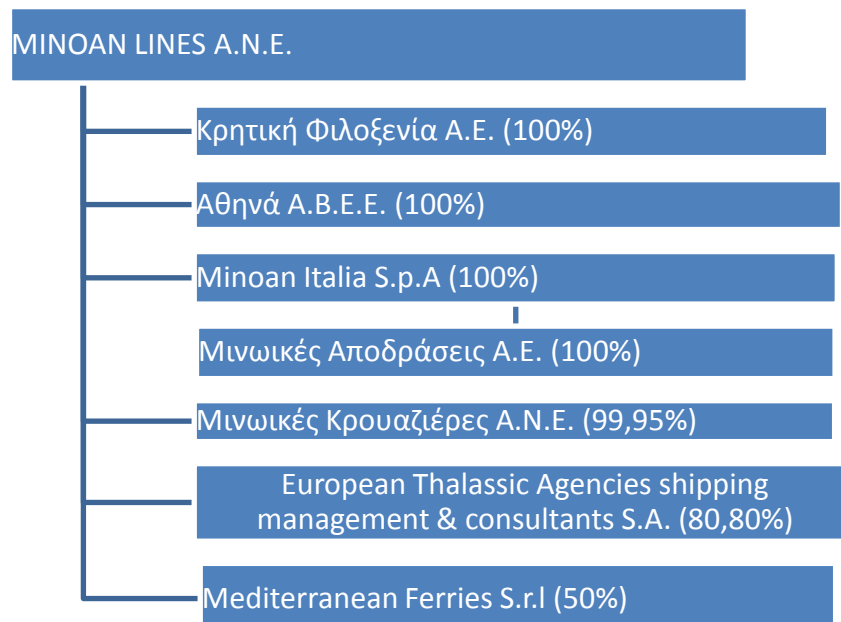 MINOAN LINES A.N.E.
Κρητική Φιλοξενία Α.Ε. (100%)
Αθηνά Α.Β.Ε.Ε. (100%)
Minoan Italia S.p.A (100%)
Μινωικές Αποδράσεις Α.Ε. (100%)
Μινωικές Κρουαζιέρες Α.Ν.Ε. (99,95%)
European Thalassic Agencies shipping
management & consultants S.A. (80,80%)
Mediterranean Ferries S.r.l (50%)